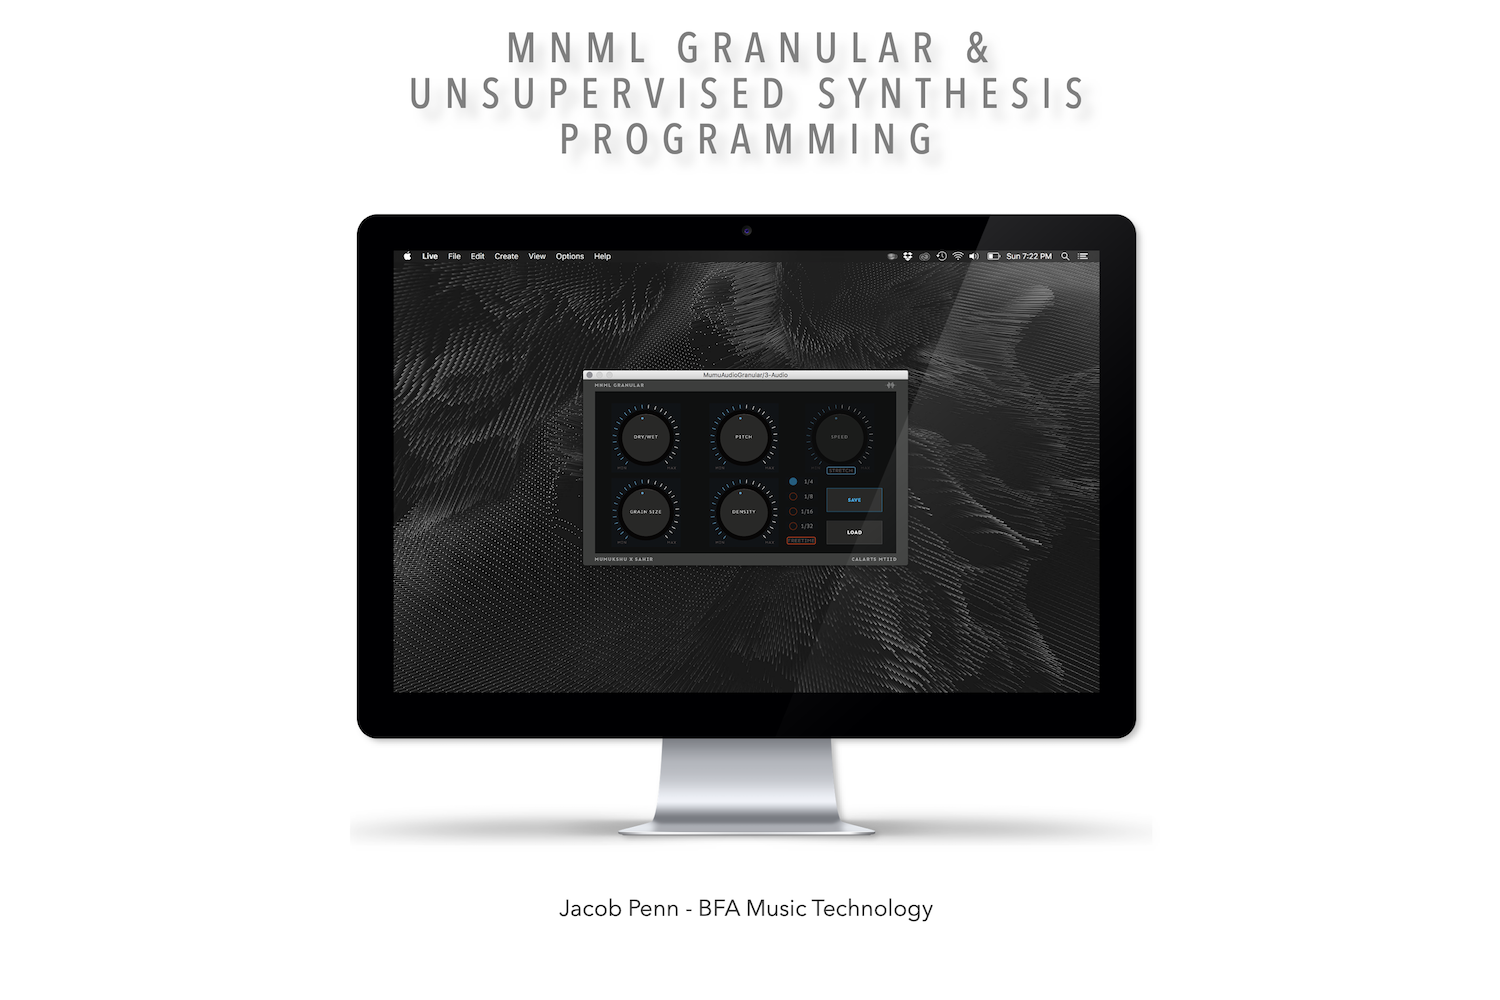 MNML GRANULAR &
UNSUPERVISED SYNTHESIS
PROGRAMMING
Live File Edit Create View Options Help Sun 7:22 PM
MumuAudioGranular/3-Audio
MNML GRANULAR
DRY/WET PITCH SPEED
MIN MAX MIN MAX MIN MAX
STRETCH
1/4
1/8
SAVE
GRAIN SIZE DENSITY 1/16
1/32
LOAD
MIN MAX MIN MAX FREETIME
MUMUKSHU X SAHIR CALARTS MTIID
Jacob Penn - BFA Music Technology